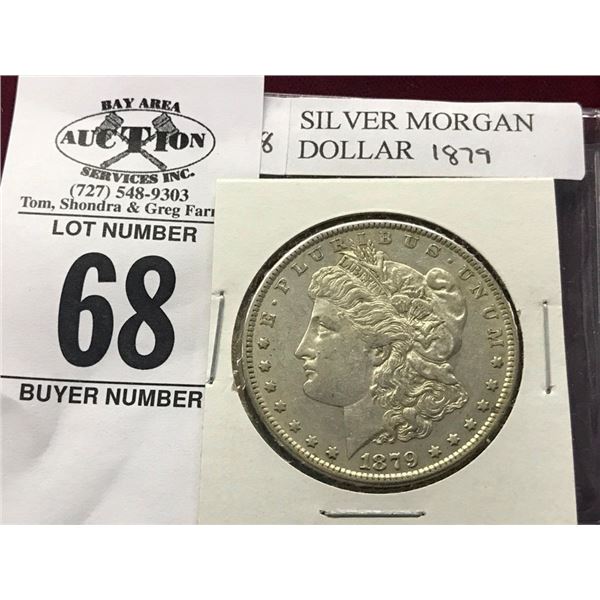 BAY AREA
AUCTION
SERVICES INC.
(727) 548-9303
Tom, Shondra & Greg Farr
LOT NUMBER
68
BUYER NUMBER
8
SILVER MORGAN
DOLLAR 1879
E·PLURIBUS·UNUM
1879